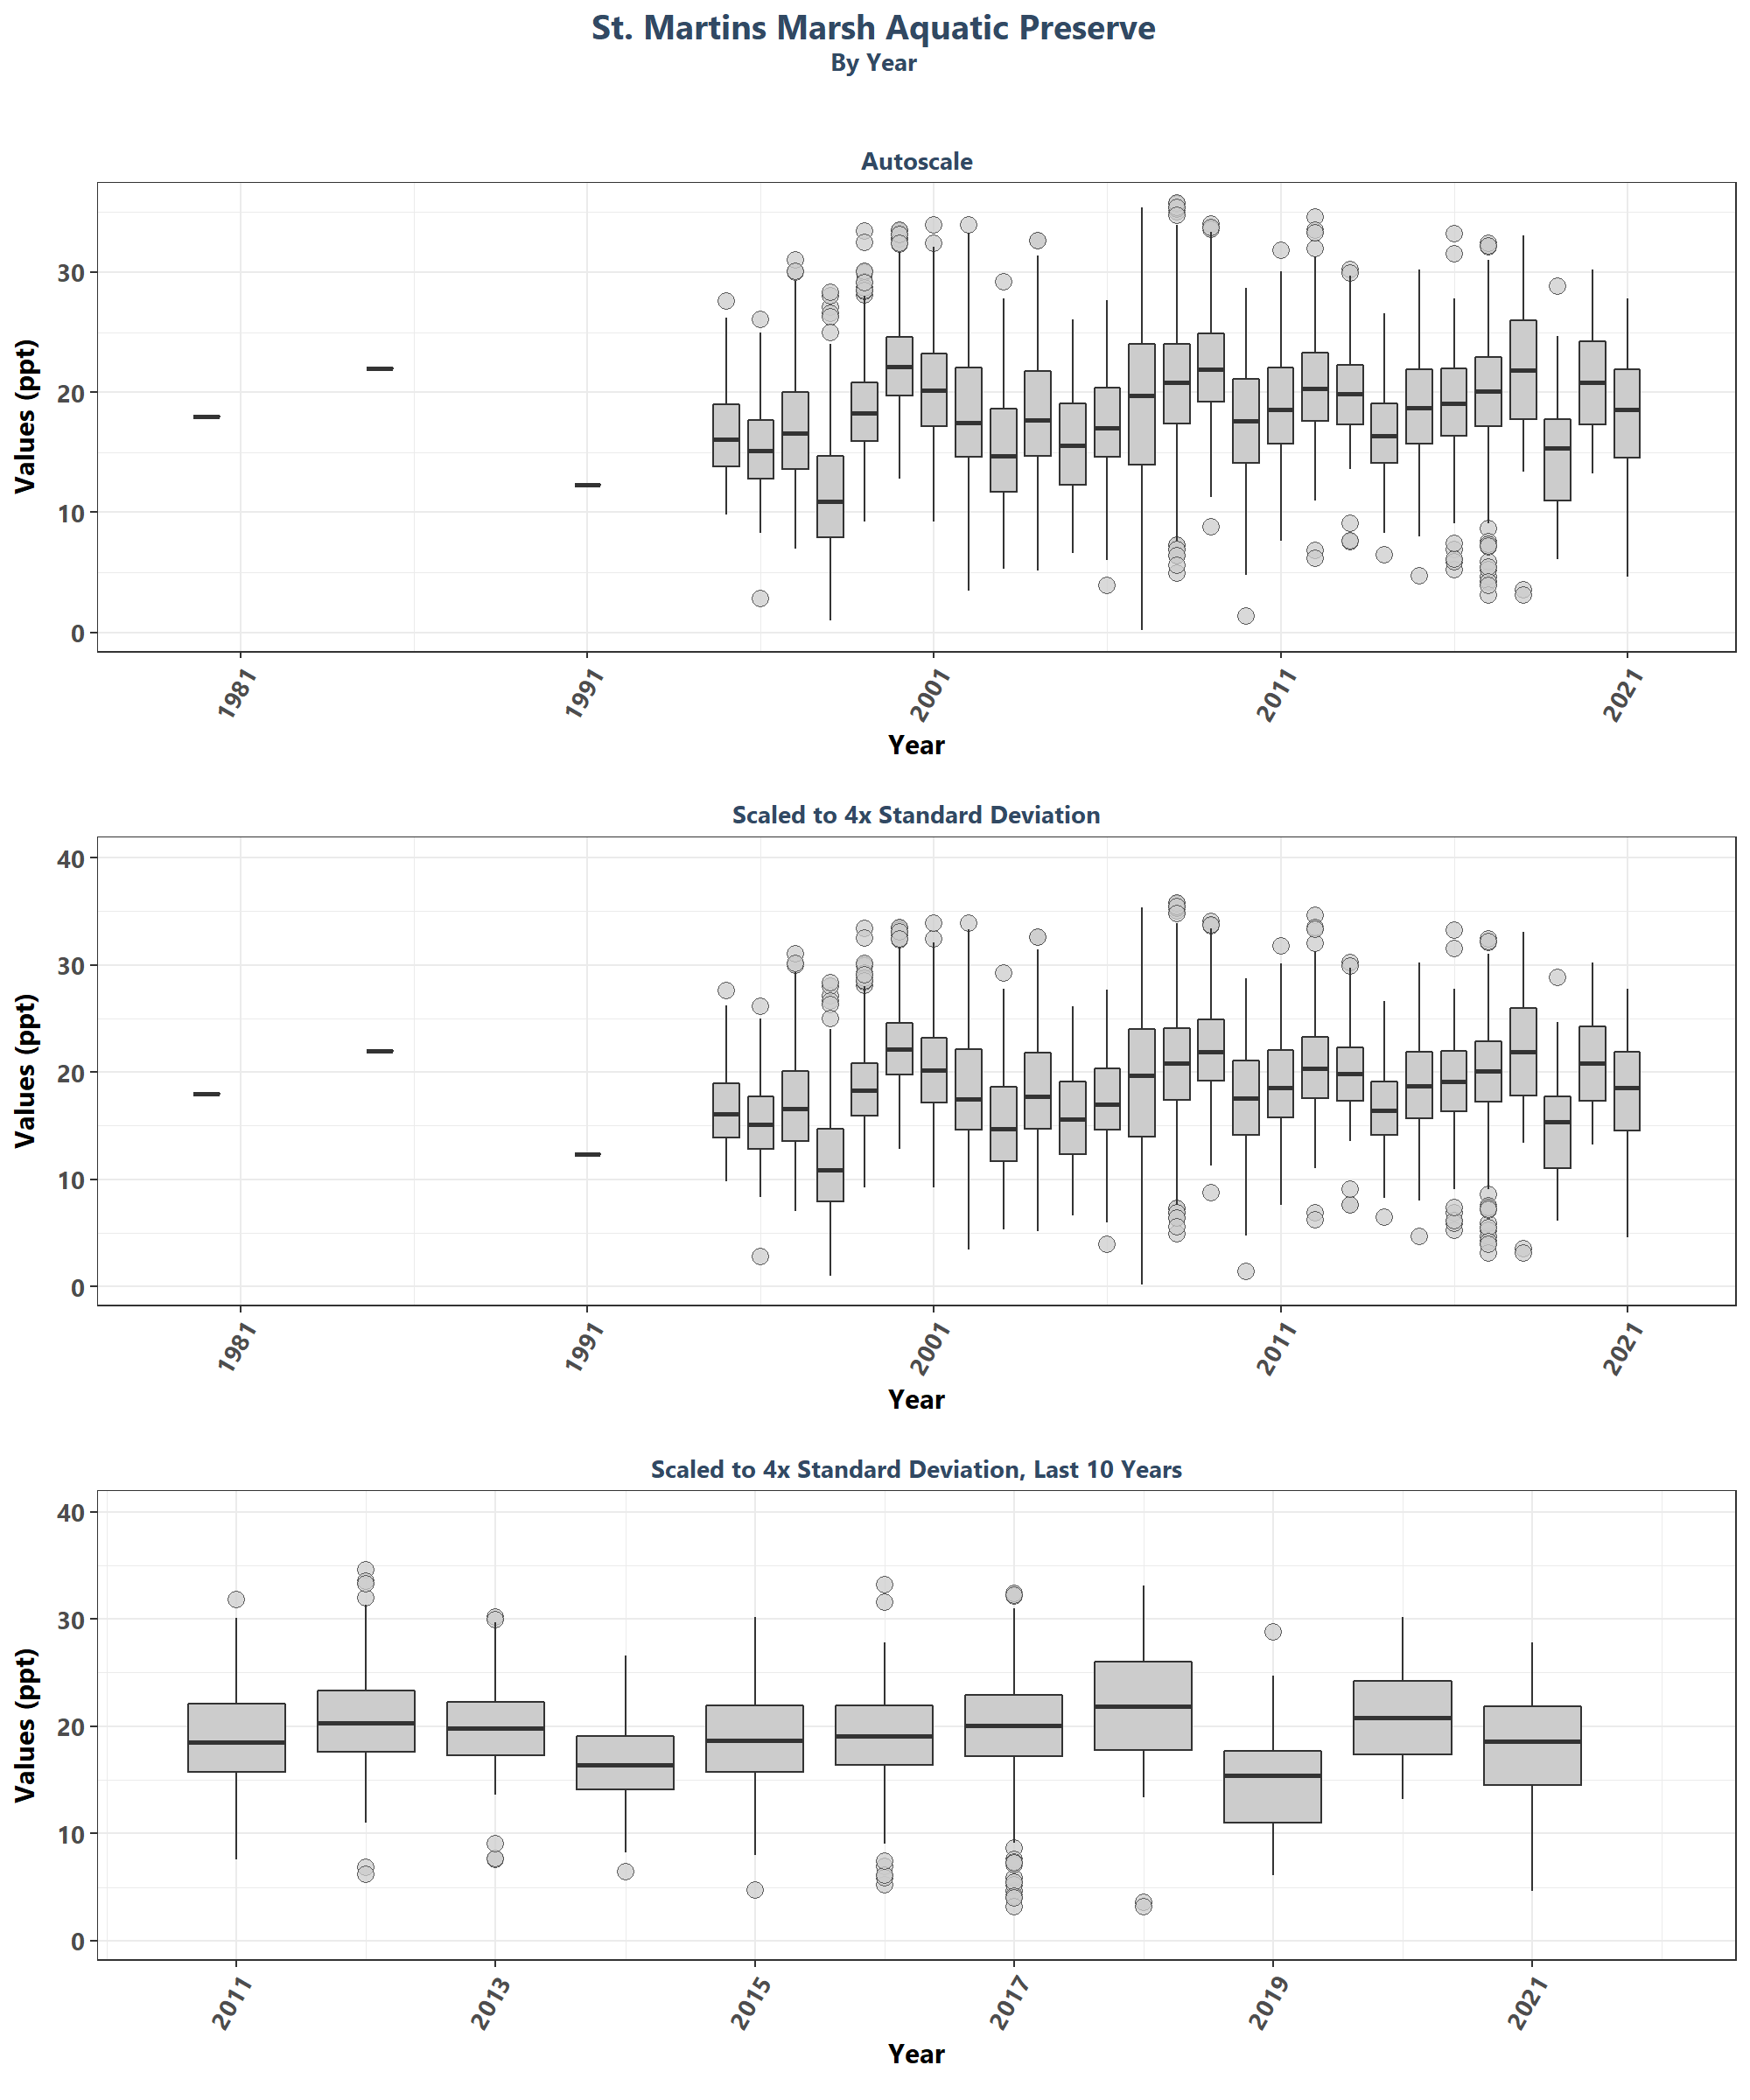 St. Martins Marsh Aquatic Preserve
By Year
Autoscale
Values (ppt)
30
20
10
0
1981
1991
2001
2011
2021
Year
Scaled to 4x Standard Deviation
Values (ppt)
40
30
20
10
0
1981
1991
2001
2011
2021
Year
Scaled to 4x Standard Deviation, Last 10 Years
Values (ppt)
40
30
20
10
0
2011
2013
2015
2017
2019
2021
Year